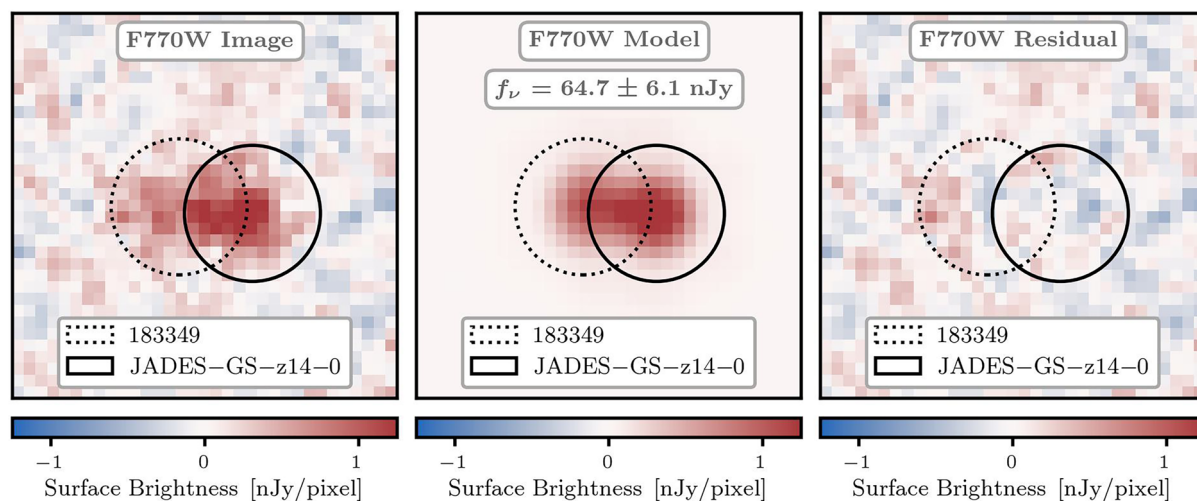 F770W Image
183349
JADES−GS−z14−0
−1 0 1
Surface Brightness [nJy/pixel]
F770W Model
f_ν = 64.7 ± 6.1 nJy
183349
JADES−GS−z14−0
−1 0 1
Surface Brightness [nJy/pixel]
F770W Residual
183349
JADES−GS−z14−0
−1 0 1
Surface Brightness [nJy/pixel]